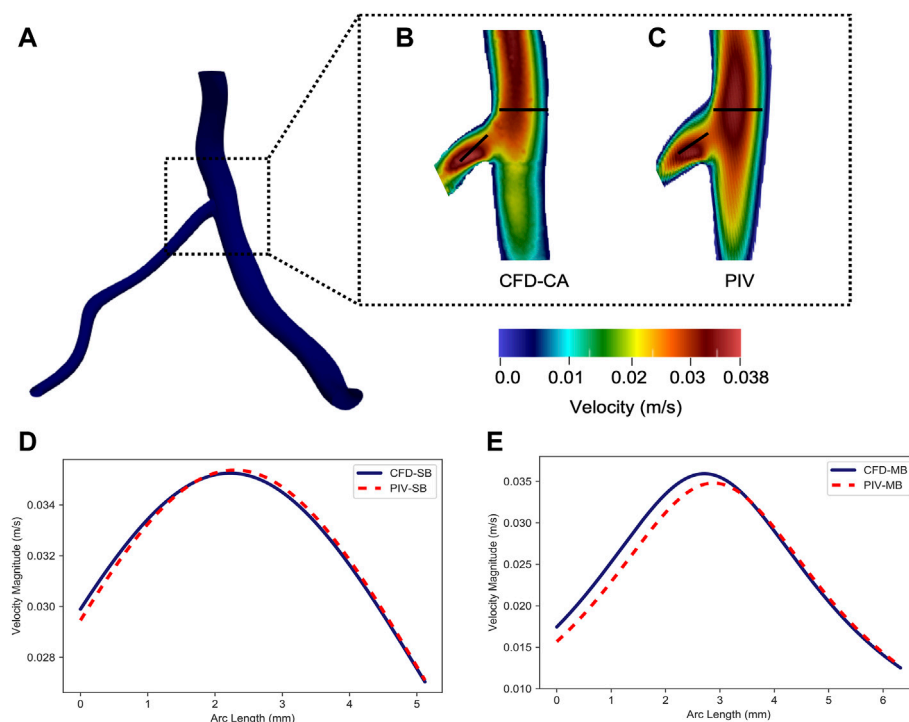 A
B
C
CFD-CA
PIV
0.0
0.01
0.02
0.03
0.038
Velocity (m/s)
D
E
CFD-SB
PIV-SB
0.034
0.032
0.030
0.028
Velocity Magnitude (m/s)
0 1 2 3 4 5
Arc Length (mm)
CFD-MB
PIV-MB
0.035
0.030
0.025
0.020
0.015
0.010
Velocity Magnitude (m/s)
0 1 2 3 4 5 6
Arc Length (mm)